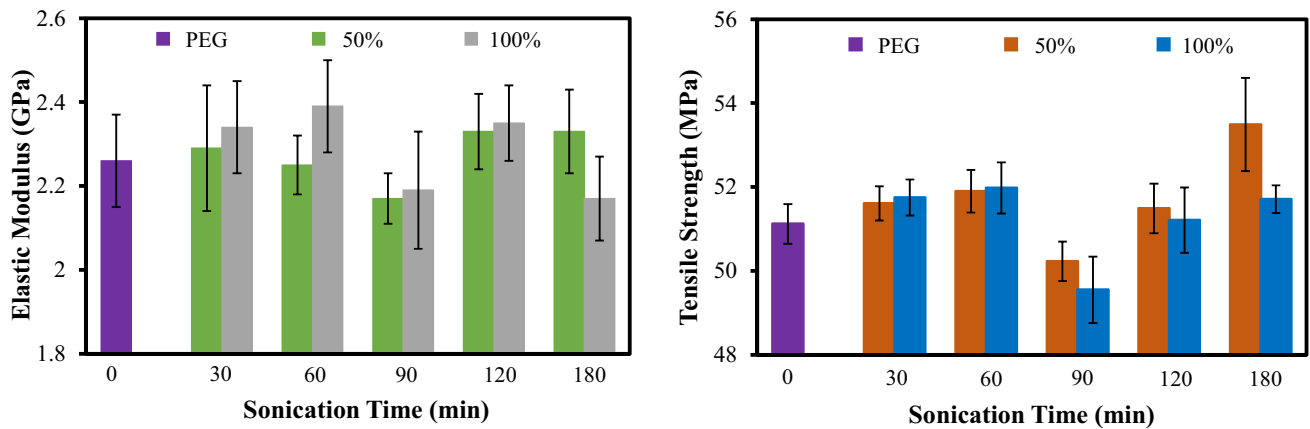 Elastic Modulus (GPa)
2.6
2.4
2.2
2
1.8
PEG 50% 100%
0 30 60 90 120 180
Sonication Time (min)
Tensile Strength (MPa)
56
54
52
50
48
PEG 50% 100%
0 30 60 90 120 180
Sonication Time (min)